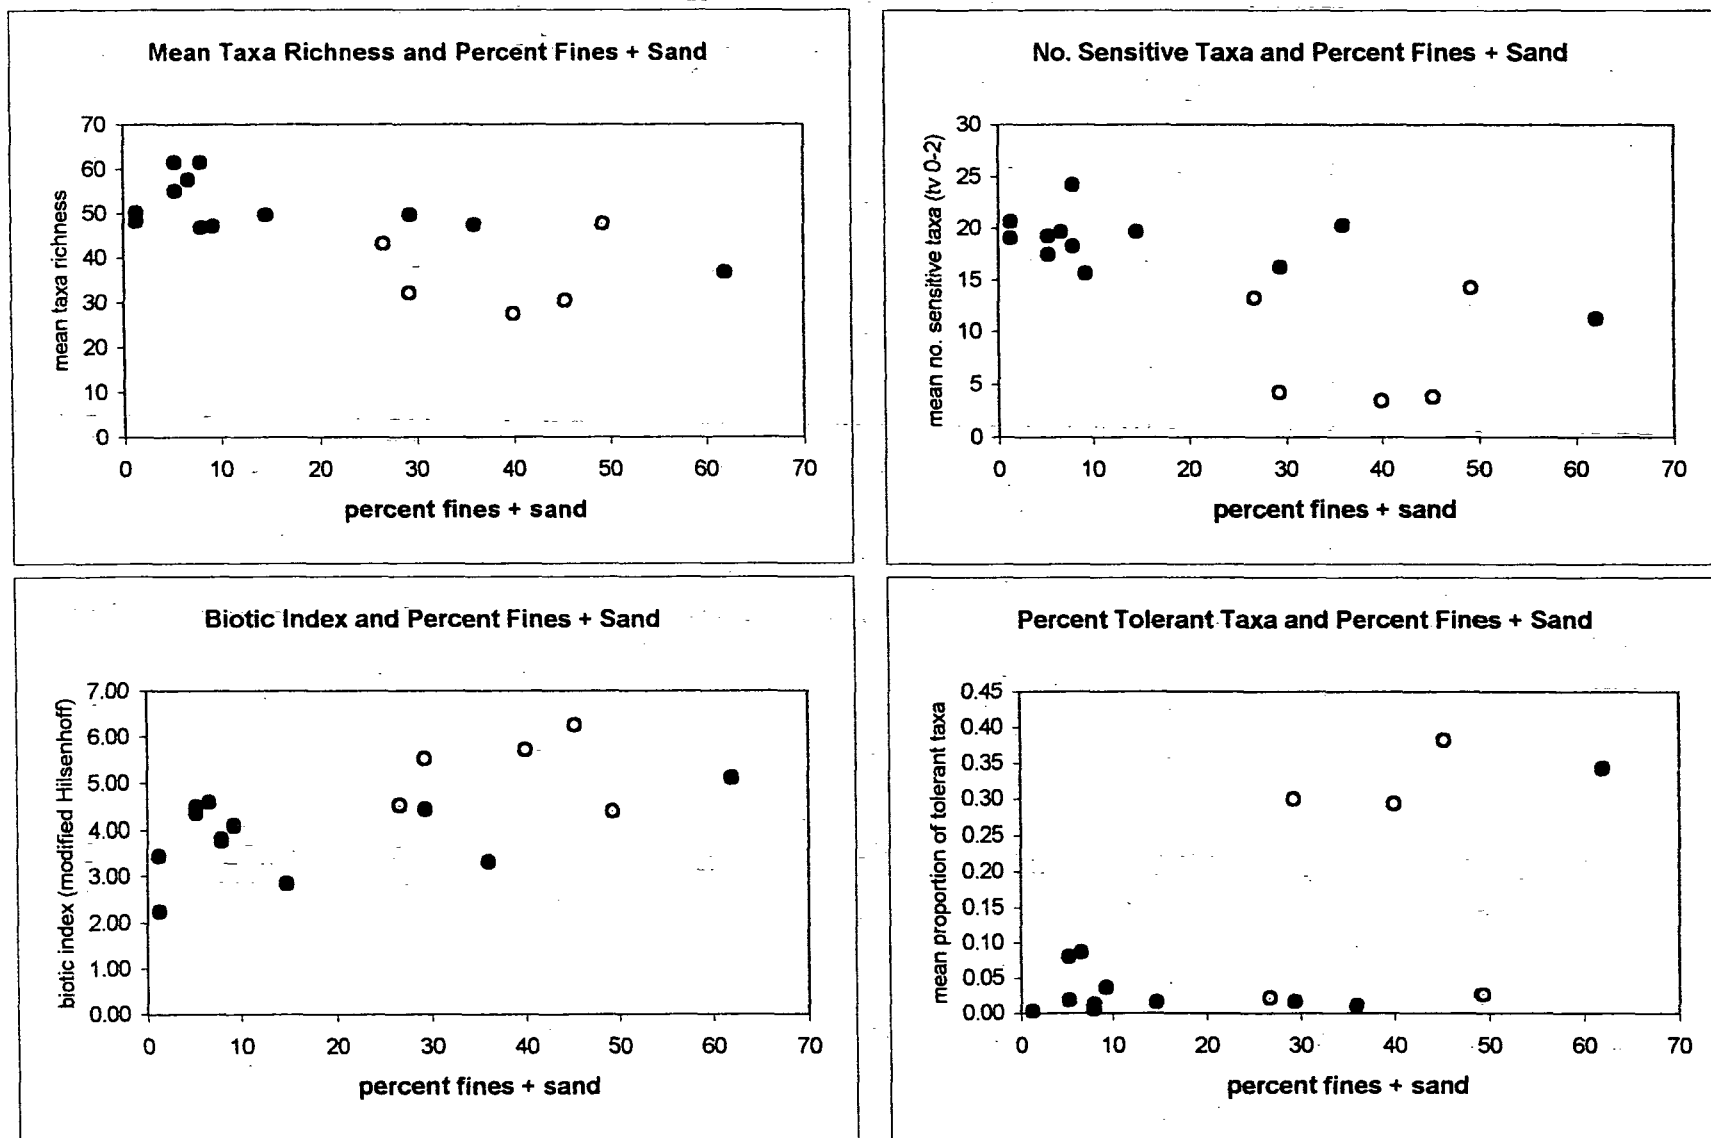 Mean Taxa Richness and Percent Fines + Sand
70
60
50
40
30
20
10
0
mean taxa richness
0 10 20 30 40 50 60 70
percent fines + sand
No. Sensitive Taxa and Percent Fines + Sand
30
25
20
15
10
5
0
mean no. sensitive taxa (tv 0-2)
0 10 20 30 40 50 60 70
percent fines + sand
Biotic Index and Percent Fines + Sand
7.00
6.00
5.00
4.00
3.00
2.00
1.00
0.00
biotic index (modified Hilsenhoff)
0 10 20 30 40 50 60 70
percent fines + sand
Percent Tolerant Taxa and Percent Fines + Sand
0.45
0.40
0.35
0.30
0.25
0.20
0.15
0.10
0.05
0.00
mean proportion of tolerant taxa
0 10 20 30 40 50 60 70
percent fines + sand